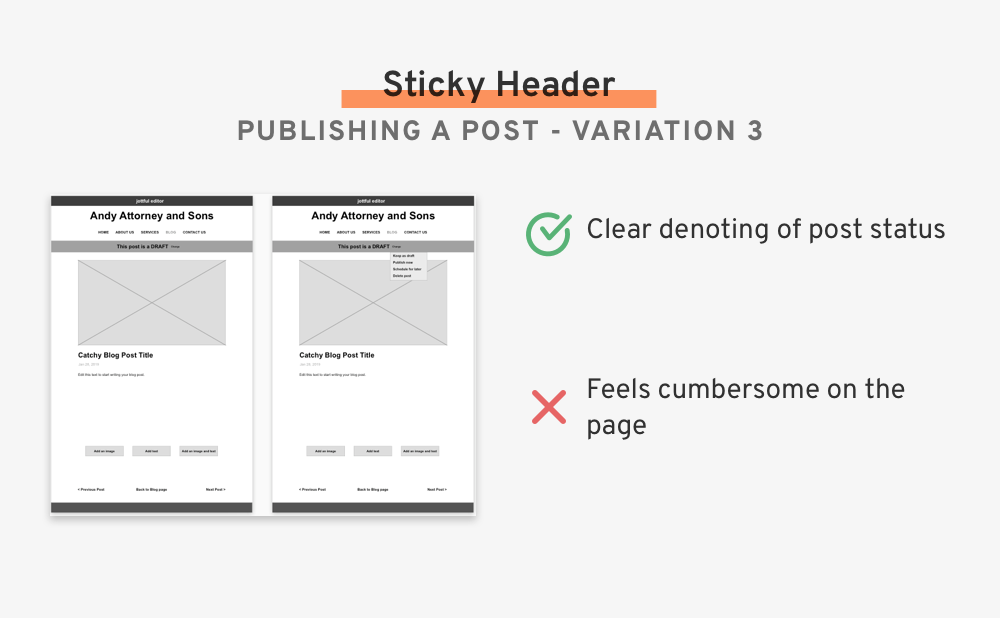 Sticky Header
PUBLISHING A POST - VARIATION 3
jottful editor
Andy Attorney and Sons
HOME ABOUT US SERVICES BLOG CONTACT US
This post is a DRAFT
Catchy Blog Post Title
Edit this text to start writing your blog post.
Add an image Add text Add an image and text
< Previous Post Back to Blog page Next Post >
jottful editor
Andy Attorney and Sons
HOME ABOUT US SERVICES BLOG CONTACT US
This post is a DRAFT
Keep as draft
Publish now
Schedule for later
Delete post
Catchy Blog Post Title
Edit this text to start writing your blog post.
Add an image Add text Add an image and text
< Previous Post Back to Blog page Next Post >
Clear denoting of post status
Feels cumbersome on the
page